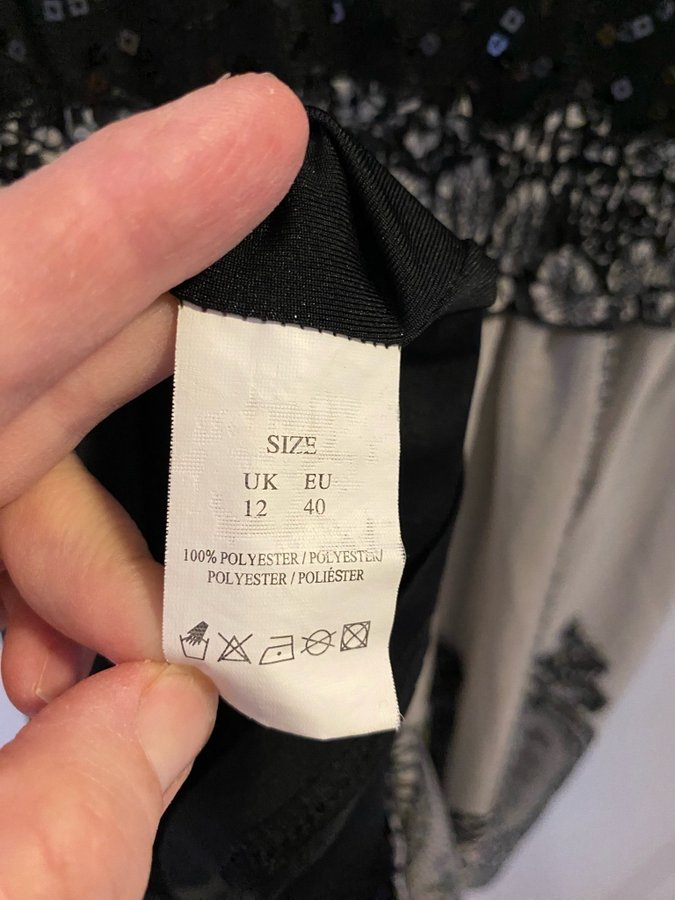 SIZE
UK EU
12 40
100% POLYESTER / POLYESTER/
POLYESTER / POLIÉSTER